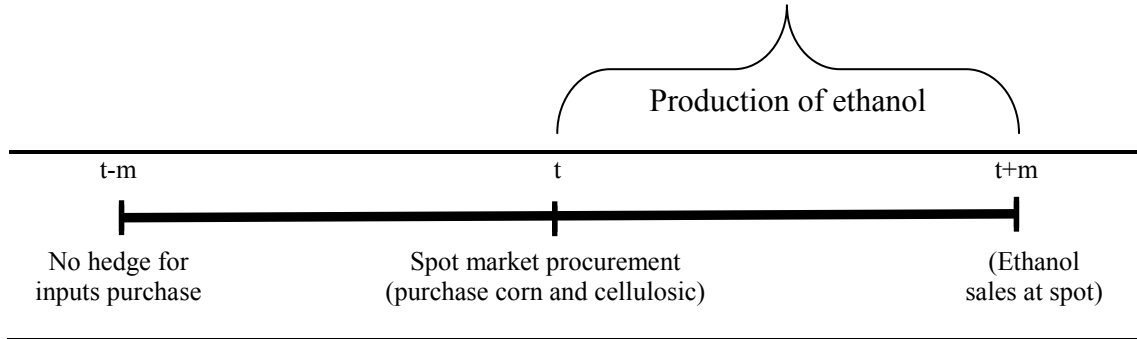 Production of ethanol
t-m
t
t+m
No hedge for
inputs purchase
Spot market procurement
(purchase corn and cellulosic)
(Ethanol
sales at spot)